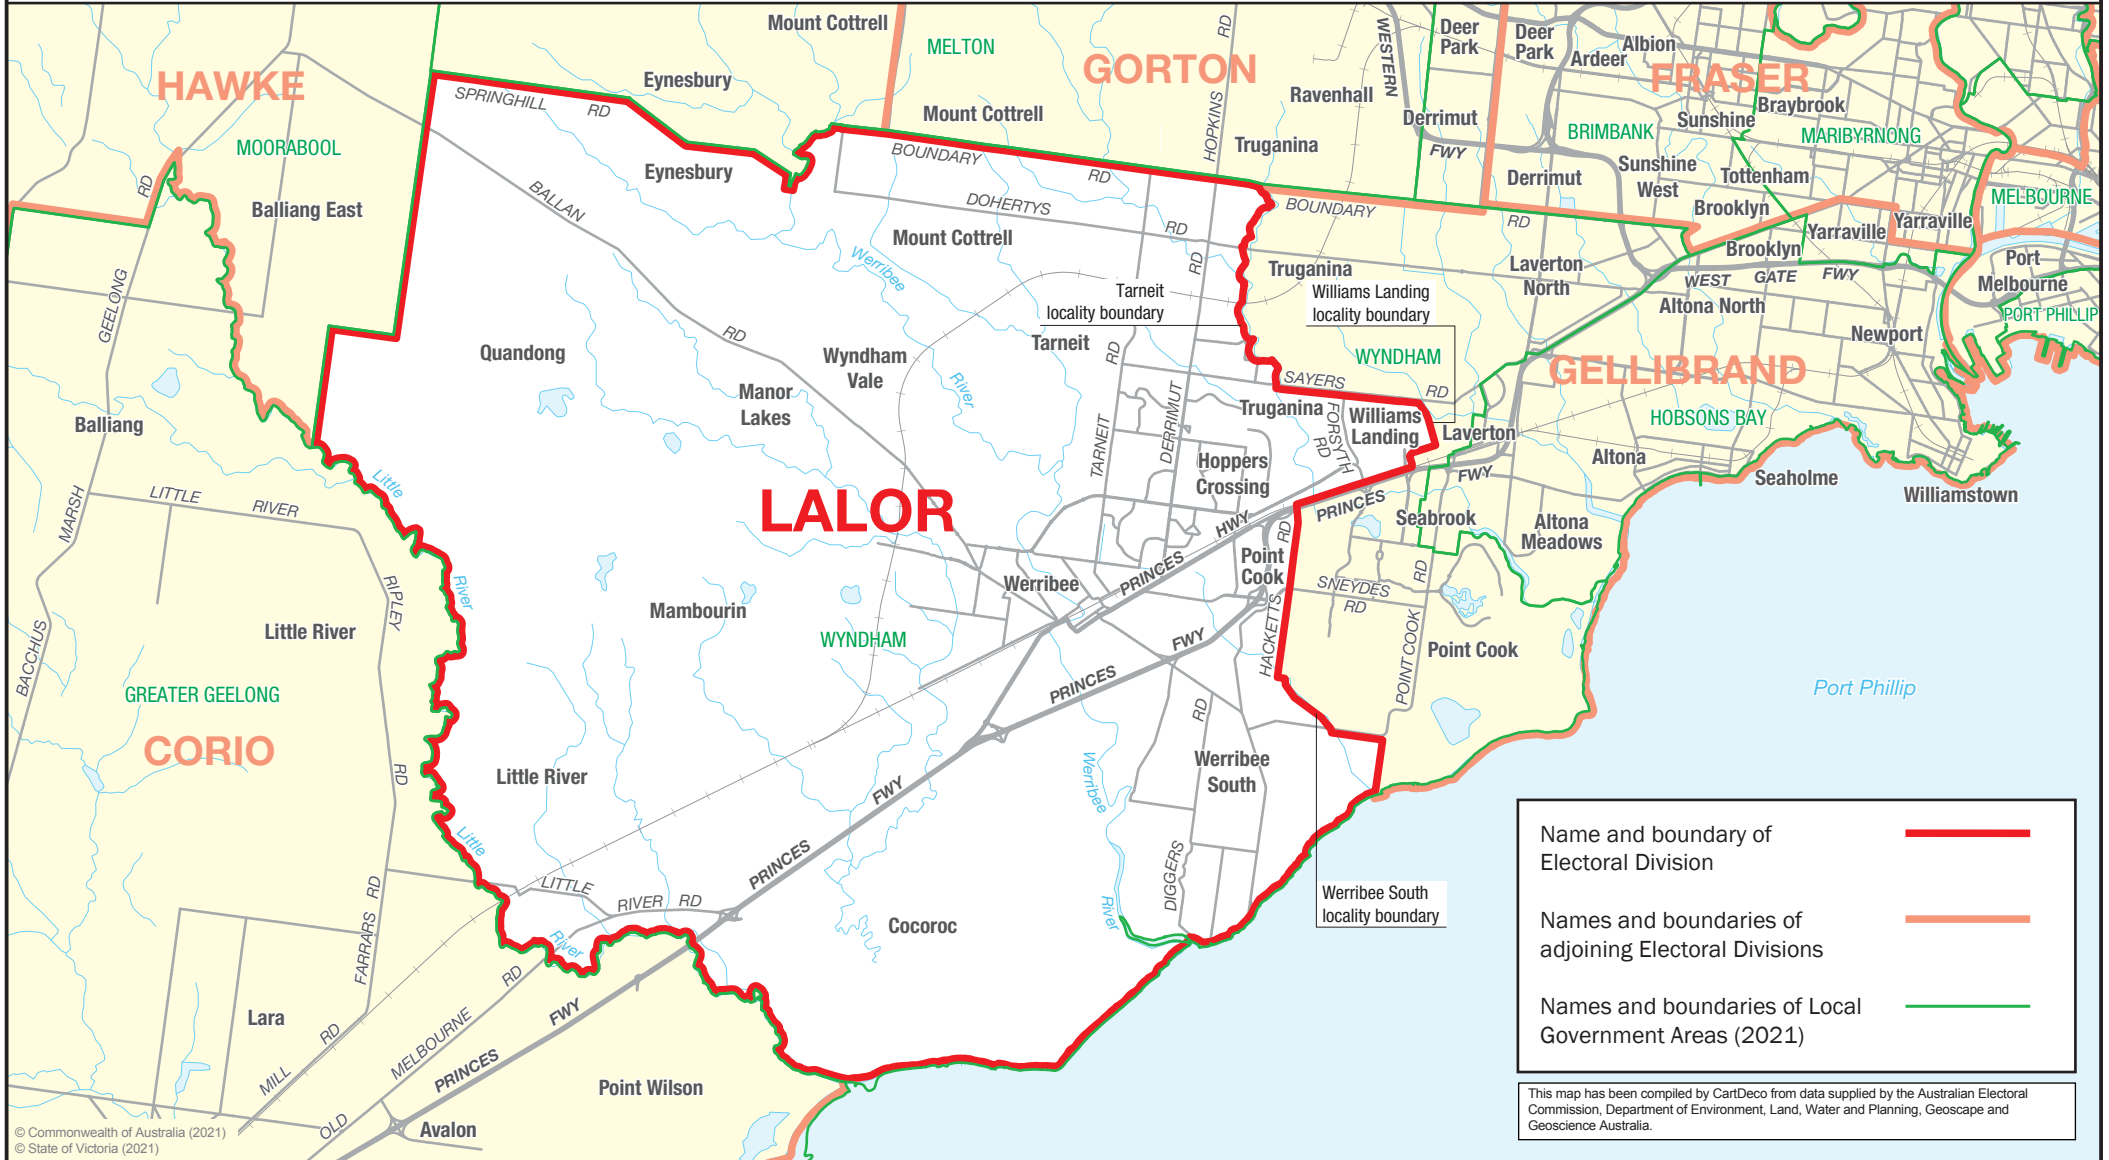 Mount Cottrell
MELTON
HAWKE
GORTON
FRASER
Eynesbury
Mount Cottrell
SPRINGHILL
RD
MOORABOOL
Eynesbury
RD
Balliang East
HOPKINS
RD
Ravenhall
Truganina
WESTERN
FWY
Deer
Park
Deer
Park
Ardeer
Albion
Derrimut
Derrimut
BRIMBANK
Sunshine
Braybrook
MARIBYRNONG
Sunshine
West
Tottenham
Brooklyn
Yarraville
Yarraville
MELBOURNE
BOUNDARY
RD
DOHERTYS
RD
BOUNDARY
RD
BALLAN
RD
Mount Cottrell
Werribee
River
Truganina
Laverton
North
Brooklyn
WEST
GATE
FWY
Altona North
Port
Melbourne
PORT PHILLIP
Newport
Tarneit
locality boundary
Williams Landing
locality boundary
GEELONG
Quandong
Wyndham
Vale
Tarneit
RD
RD
WYNDHAM
GELLIBRAND
HOBSONS BAY
Manor
Lakes
SAYERS
RD
Truganina
Williams
Landing
FORSYTH
RD
Laverton
Balliang
TARNEIT
DERRIMUT
Hoppers
Crossing
FWY
Altona
Seaholme
Williamstown
Little
River
LITTLE
RIVER
MARSH
LALOR
PRINCES
HWY
PRINCES
Seabrook
Altona
Meadows
Werribee
Point
Cook
RD
SNEYDES
RD
RD
RIPLEY
RD
Mambourin
WYNDHAM
Little River
BACCHUS
GREATER GEELONG
CORIO
HACKETTS
POINT COOK
Point Cook
Port Phillip
FWY
PRINCES
Little River
FWY
PRINCES
RD
Werribee
South
Werribee
River
DIGGERS
Little
River
LITTLE
RIVER
RD
FARRARS
RD
Cocoroc
Werribee South
locality boundary
Lara
MILL
RD
OLD
MELBOURNE
RD
PRINCES
FWY
Point Wilson
Avalon
Name and boundary of
Electoral Division
Names and boundaries of
adjoining Electoral Divisions
Names and boundaries of Local
Government Areas (2021)
This map has been compiled by CartDeco from data supplied by the Australian Electoral
Commission, Department of Environment, Land, Water and Planning, Geoscape and
Geoscience Australia.
© Commonwealth of Australia (2021)
© State of Victoria (2021)